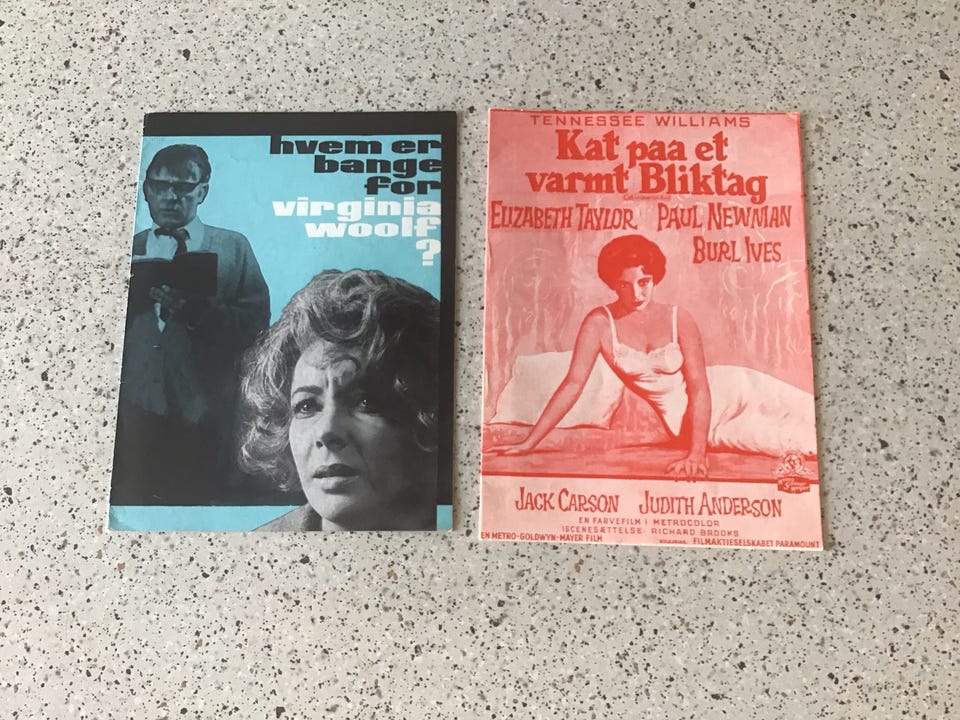 hvem er
bange
for
virginia
woolf
?
TENNESSEE WILLIAMS
Kat paa et
varmt Bliktag
ELIZABETH TAYLOR PAUL NEWMAN
BURL IVES
JACK CARSON JUDITH ANDERSON
EN FARVEFILM I METROCOLOR
ISCENESÆTTELSE: RICHARD BROOKS
EN METRO-GOLDWYN-MAYER FILM
FILMAKTIESELSKABET PARAMOUNT